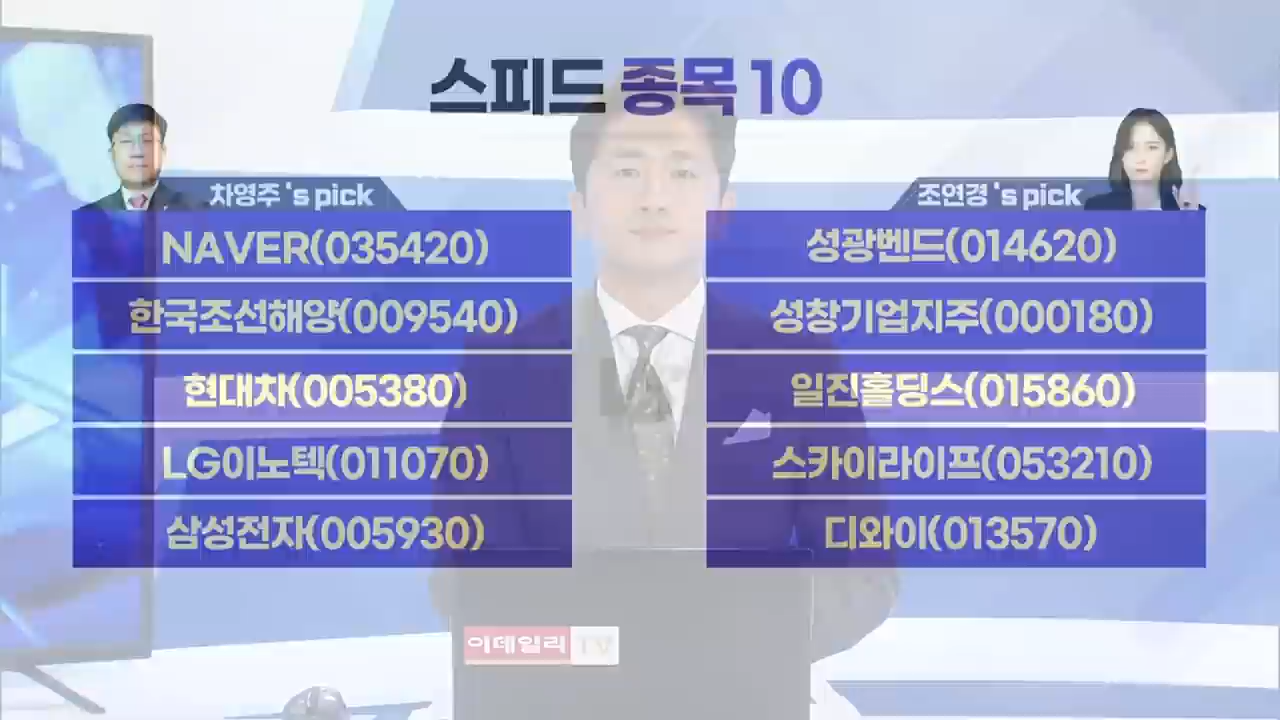 스피드 종목 10
차영주 's pick
NAVER(035420)
한국조선해양(009540)
현대차(005380)
LG이노텍(011070)
삼성전자(005930)
조연경 's pick
성광벤드(014620)
성창기업지주(000180)
일진홀딩스(015860)
스카이라이프(053210)
디와이(013570)
이데일리 TV